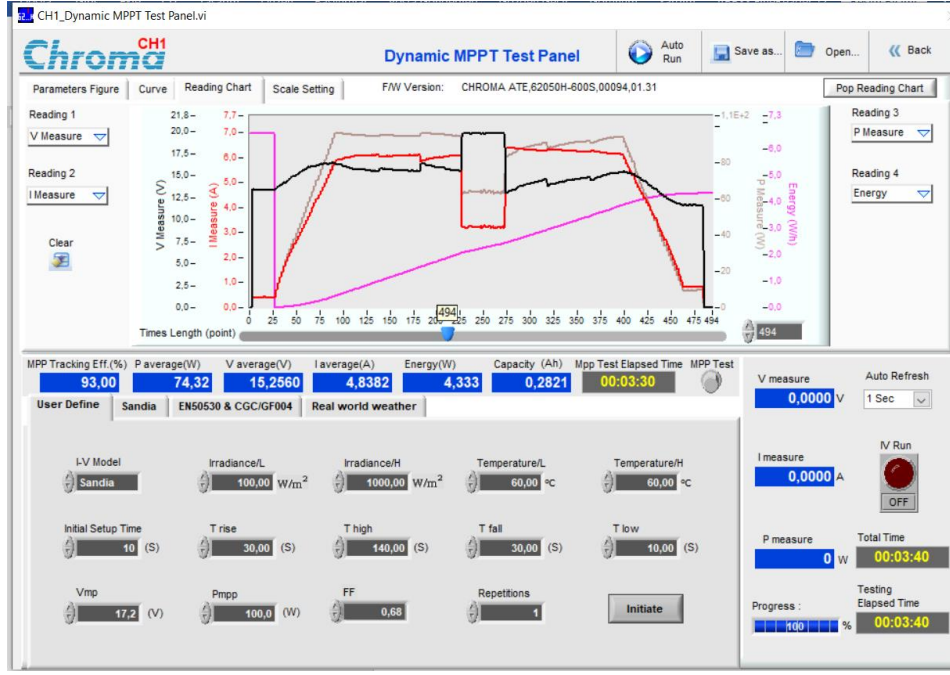 CH1_Dynamic MPPT Test Panel.vi
Chroma CH1
Dynamic MPPT Test Panel
Auto Run
Save as...
Open...
Back
Parameters Figure
Curve
Reading Chart
Scale Setting
F/W Version: CHROMA ATE,62050H-600S,00094,01.31
Pop Reading Chart
Reading 1
V Measure
Reading 2
I Measure
Clear
V Measure (V)
21,8
20,0
17,5
15,0
12,5
10,0
7,5
5,0
2,5
0,0
I Measure (A)
7,7
7,0
6,0
5,0
4,0
3,0
2,0
1,0
0,0
1,1E+2
80
60
40
20
0
P Measure (W)
7,3
6,0
5,0
4,0
3,0
2,0
1,0
0,0
Energy (W/h)
0 25 50 75 100 125 150 175 494 250 275 300 325 350 375 400 425 450 475 494
Times Length (point)
494
Reading 3
P Measure
Reading 4
Energy
MPP Tracking Eff.(%) P average(W) V average(V) I average(A) Energy(W) Capacity (Ah) Mpp Test Elapsed Time MPP Test
93,00 74,32 15,2560 4,8382 4,333 0,2821 00:03:30
User Define
Sandia
EN50530 & CGC/GF004
Real world weather
I-V Model
Sandia
Irradiance/L
100,00 W/m²
Irradiance/H
1000,00 W/m²
Temperature/L
60,00 ºC
Temperature/H
60,00 ºC
Initial Setup Time
10 (S)
T rise
30,00 (S)
T high
140,00 (S)
T fall
30,00 (S)
T low
10,00 (S)
Vmp
17,2 (V)
Pmpp
100,0 (W)
FF
0,68
Repetitions
1
Initiate
V measure
0,0000 V
Auto Refresh
1 Sec
I measure
0,0000 A
IV Run
OFF
P measure
0 W
Total Time
00:03:40
Progress :
100 %
Testing
Elapsed Time
00:03:40